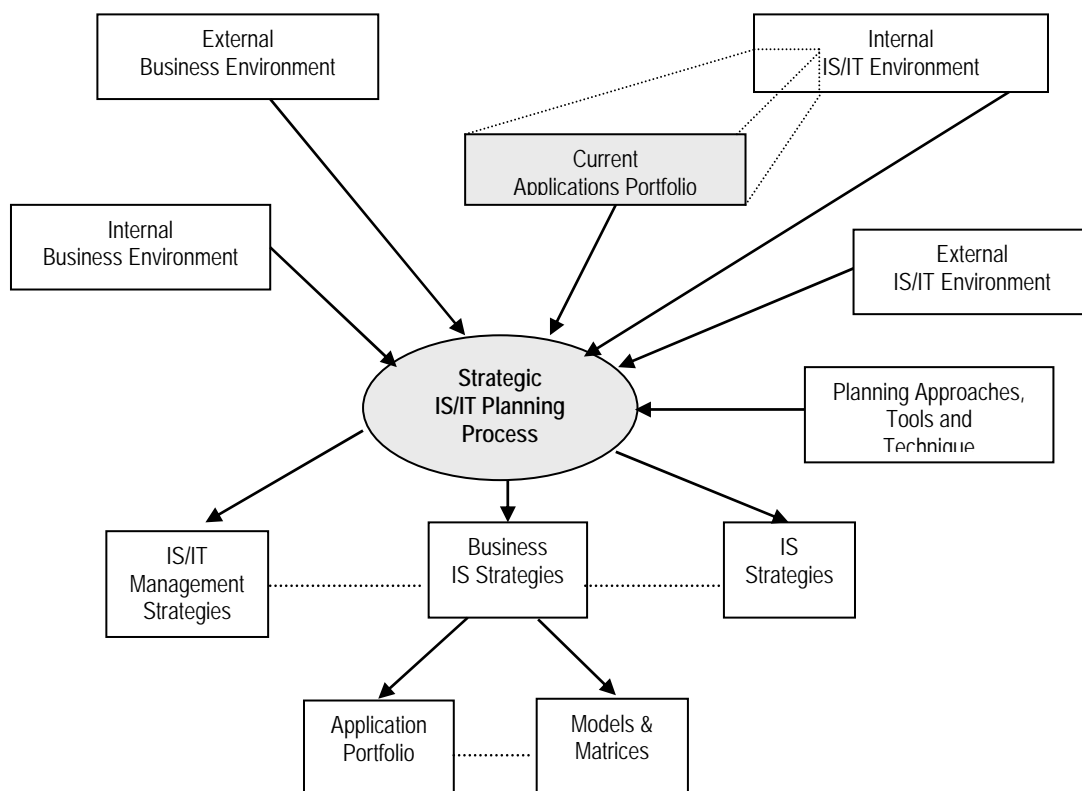 External
Business Environment
Internal
IS/IT Environment
Current
Applications Portfolio
Internal
Business Environment
External
IS/IT Environment
Strategic
IS/IT Planning
Process
Planning Approaches,
Tools and
Technique
IS/IT
Management
Strategies
Business
IS Strategies
IS
Strategies
Application
Portfolio
Models &
Matrices